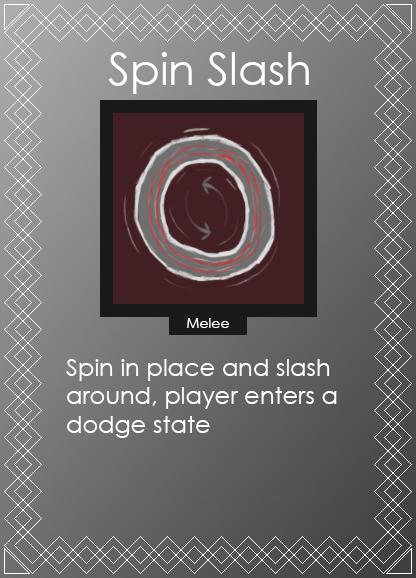 Spin Slash
Melee
Spin in place and slash
around, player enters a
dodge state